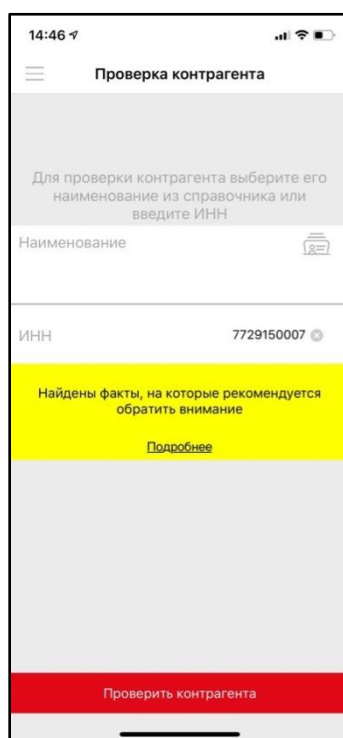 14:46
Проверка контрагента
Для проверки контрагента выберите его
наименование из справочника или
введите ИНН
Наименование
ИНН 7729150007
Найдены факты, на которые рекомендуется
обратить внимание
Подробнее
Проверить контрагента